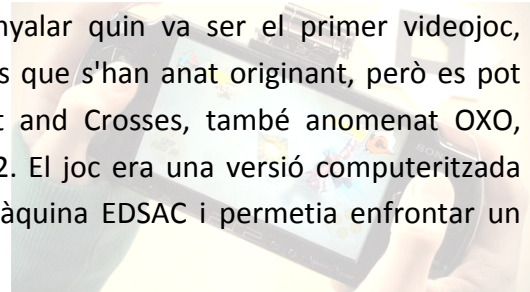 nyalar quin va ser el primer videojoc,
s que s'han anat originant, però es pot
t and Crosses, també anomenat OXO,
2. El joc era una versió computeritzada
àquina EDSAC i permetia enfrontar un
SONY